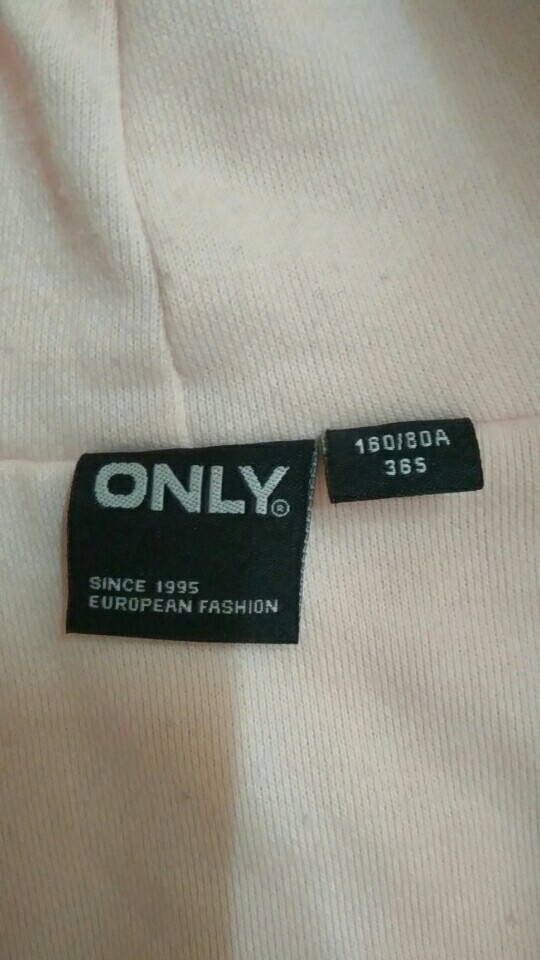 ONLY®
SINCE 1995
EUROPEAN FASHION
160/80A
36S